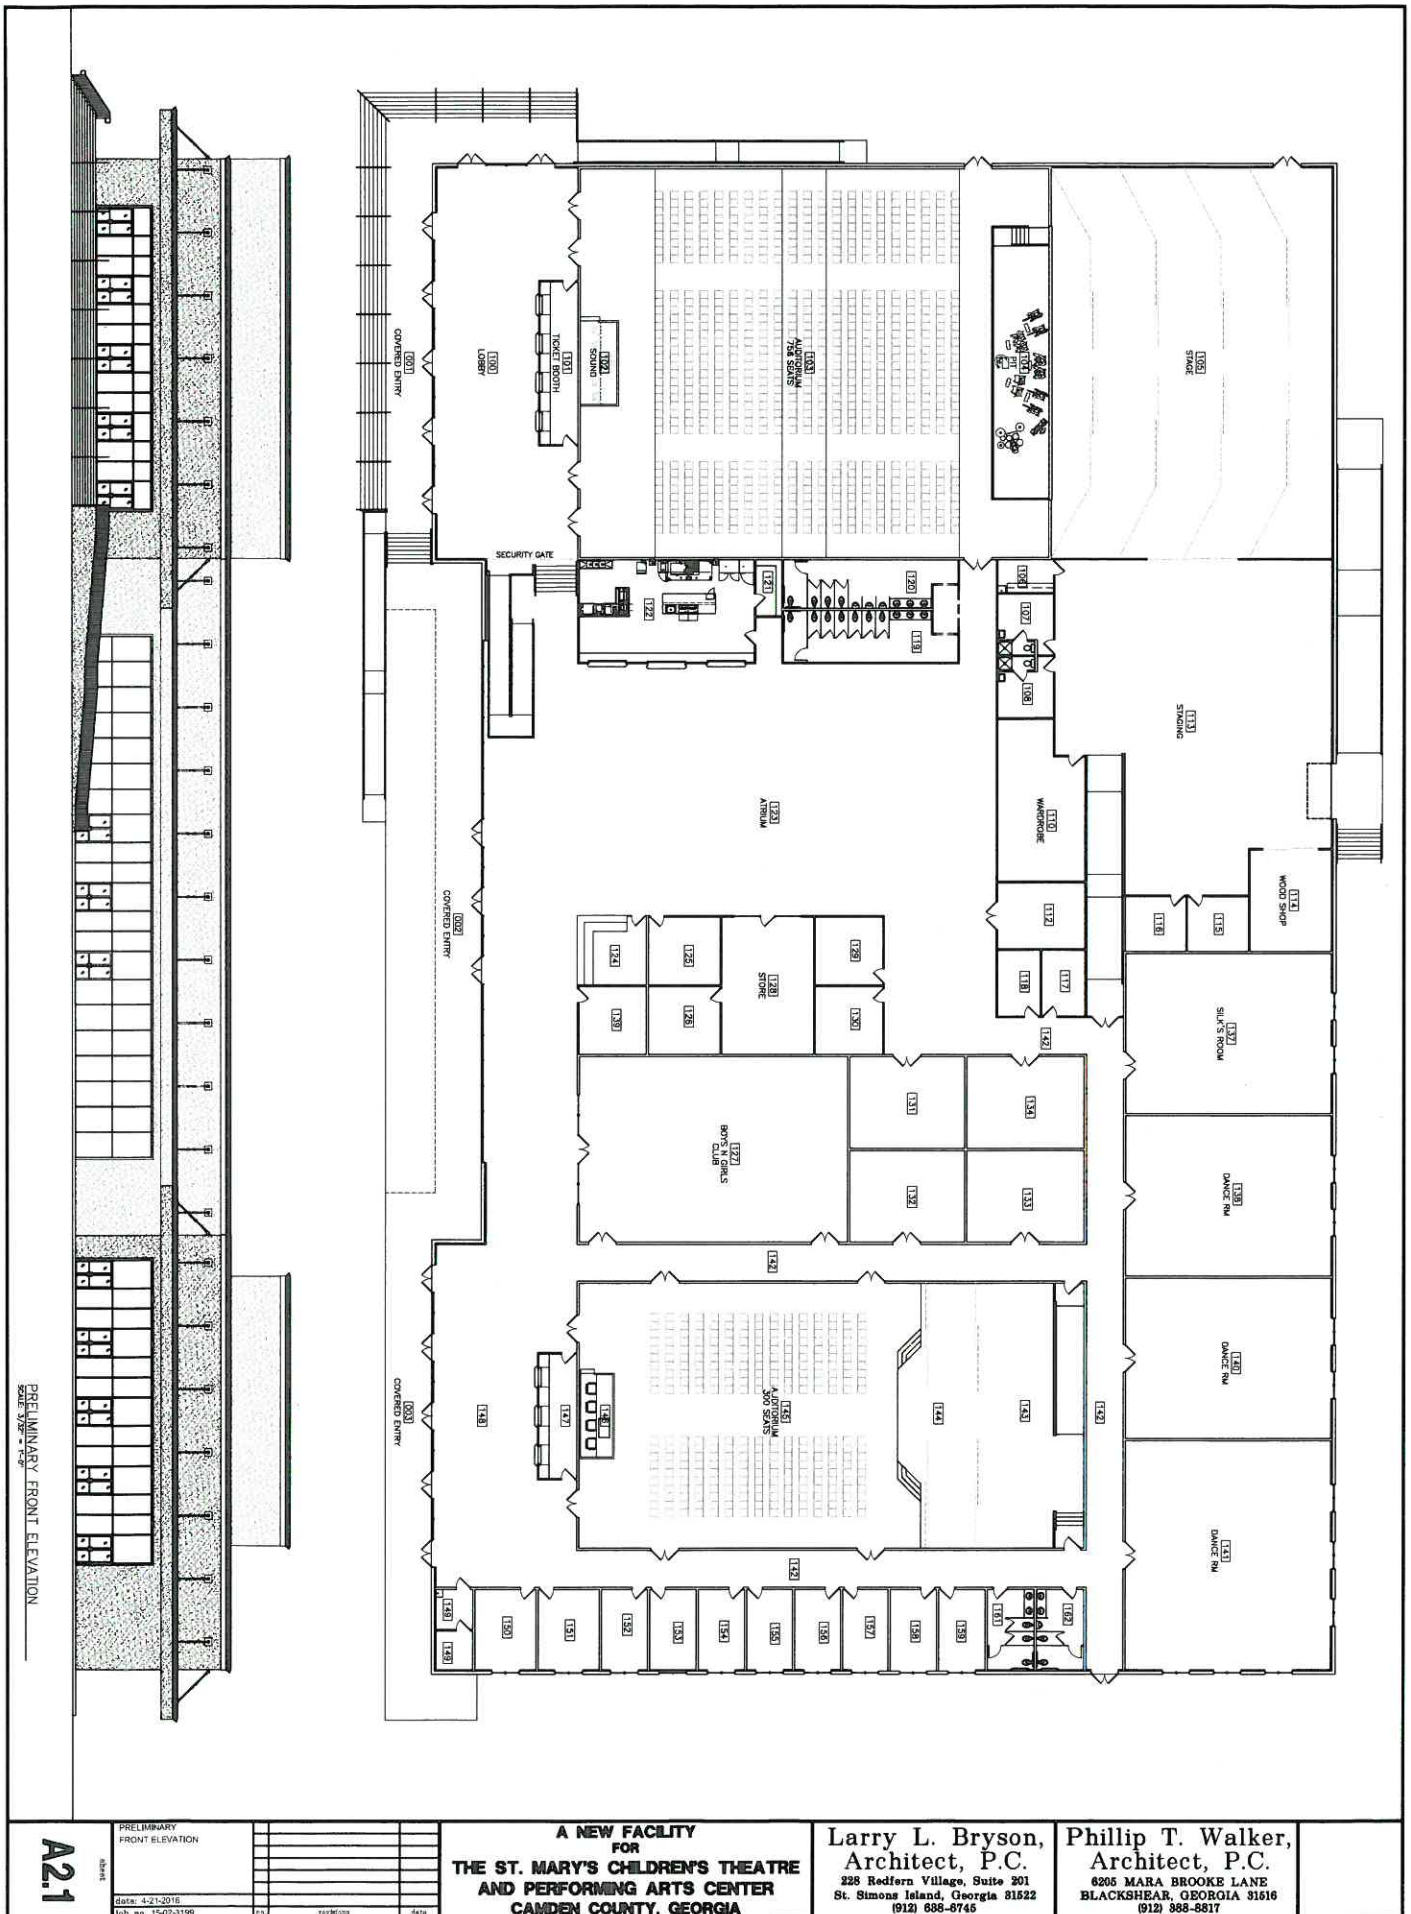 001
COVERED ENTRY
100
LOBBY
101
TICKET BOOTH
102
SOUND
103
AUDITORIUM
756 SEATS
104
PIT
105
STAGE
SECURITY GATE
122
121
120
119
106
107
108
113
STAGING
110
WARDROBE
123
ATRIUM
112
114
WOOD SHOP
115
116
117
118
002
COVERED ENTRY
124
125
128
STORE
129
139
126
130
142
137
SILK'S ROOM
127
BOYS N GIRLS
CLUB
131
134
132
133
138
DANCE RM
142
140
DANCE RM
003
COVERED ENTRY
148
147
146
145
AUDITORIUM
300 SEATS
144
143
142
141
DANCE RM
142
149
149
150
151
152
153
154
155
156
157
158
159
161
162
PRELIMINARY FRONT ELEVATION
SCALE: 3/32" = 1'-0"
A2.1
sheet
PRELIMINARY
FRONT ELEVATION
date: 4-21-2016
job no. 15-02-3199
no.
revisions
date
A NEW FACILITY
FOR
THE ST. MARY'S CHILDREN'S THEATRE
AND PERFORMING ARTS CENTER
CAMDEN COUNTY, GEORGIA
Larry L. Bryson,
Architect, P.C.
228 Redfern Village, Suite 201
St. Simons Island, Georgia 31522
(912) 638-6745
Phillip T. Walker,
Architect, P.C.
6205 MARA BROOKE LANE
BLACKSHEAR, GEORGIA 31516
(912) 388-8817